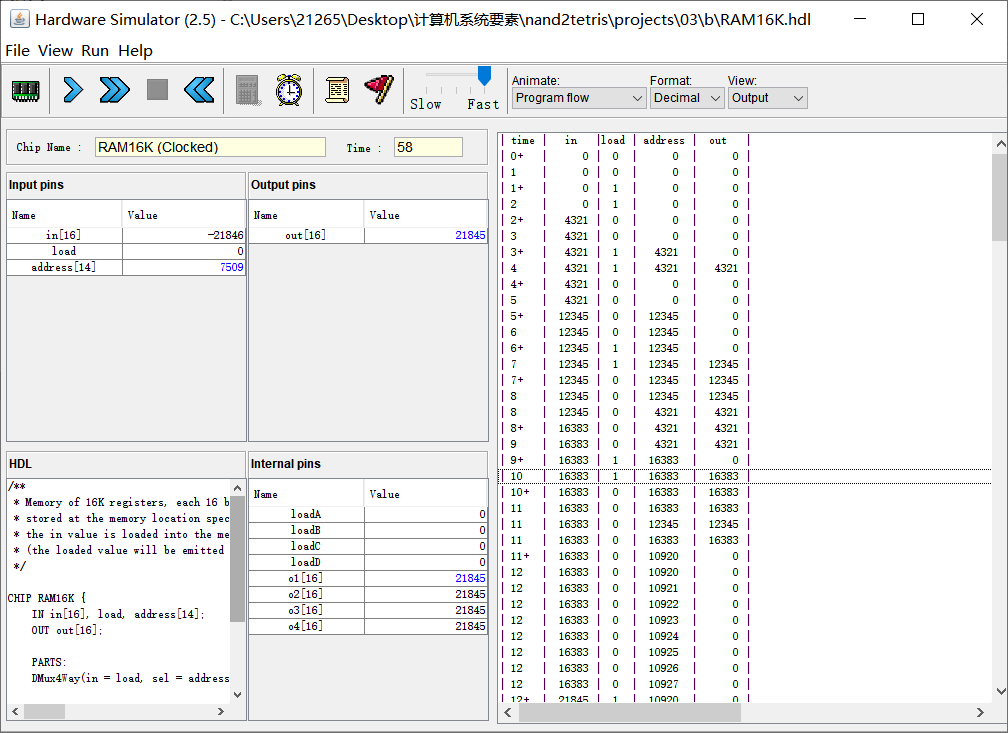 Hardware Simulator (2.5) - C:\Users\21265\Desktop\计算机系统要素\nand2tetris\projects\03\b\RAM16K.hdl
File View Run Help
Slow Fast
Animate: Format: View:
Program flow Decimal Output
Chip Name : RAM16K (Clocked) Time : 58
Input pins
Name Value
in[16] -21846
load 0
address[14] 7509
Output pins
Name Value
out[16] 21845
HDL
/**
* Memory of 16K registers, each 16 b
* stored at the memory location spec
* the in value is loaded into the me
* (the loaded value will be emitted
*/
CHIP RAM16K {
IN in[16], load, address[14];
OUT out[16];
PARTS:
DMux4Way(in = load, sel = address
Internal pins
Name Value
loadA 0
loadB 0
loadC 0
loadD 0
o1[16] 21845
o2[16] 21845
o3[16] 21845
o4[16] 21845
| time | in |load | address | out |
| 0+ | 0 | 0 | 0 | 0 |
| 1 | 0 | 0 | 0 | 0 |
| 1+ | 0 | 1 | 0 | 0 |
| 2 | 0 | 1 | 0 | 0 |
| 2+ | 4321 | 0 | 0 | 0 |
| 3 | 4321 | 0 | 0 | 0 |
| 3+ | 4321 | 1 | 4321 | 0 |
| 4 | 4321 | 1 | 4321 | 4321 |
| 4+ | 4321 | 0 | 0 | 0 |
| 5 | 4321 | 0 | 0 | 0 |
| 5+ | 12345 | 0 | 12345 | 0 |
| 6 | 12345 | 0 | 12345 | 0 |
| 6+ | 12345 | 1 | 12345 | 0 |
| 7 | 12345 | 1 | 12345 | 12345 |
| 7+ | 12345 | 0 | 12345 | 12345 |
| 8 | 12345 | 0 | 12345 | 12345 |
| 8 | 12345 | 0 | 4321 | 4321 |
| 8+ | 16383 | 0 | 4321 | 4321 |
| 9 | 16383 | 0 | 4321 | 4321 |
| 9+ | 16383 | 1 | 16383 | 0 |
| 10 | 16383 | 1 | 16383 | 16383 |
| 10+ | 16383 | 0 | 16383 | 16383 |
| 11 | 16383 | 0 | 16383 | 16383 |
| 11 | 16383 | 0 | 12345 | 12345 |
| 11 | 16383 | 0 | 16383 | 16383 |
| 11+ | 16383 | 0 | 10920 | 0 |
| 12 | 16383 | 0 | 10920 | 0 |
| 12 | 16383 | 0 | 10921 | 0 |
| 12 | 16383 | 0 | 10922 | 0 |
| 12 | 16383 | 0 | 10923 | 0 |
| 12 | 16383 | 0 | 10924 | 0 |
| 12 | 16383 | 0 | 10925 | 0 |
| 12 | 16383 | 0 | 10926 | 0 |
| 12 | 16383 | 0 | 10927 | 0 |
| 12+ | 21845 | 1 | 10920 | 0 |